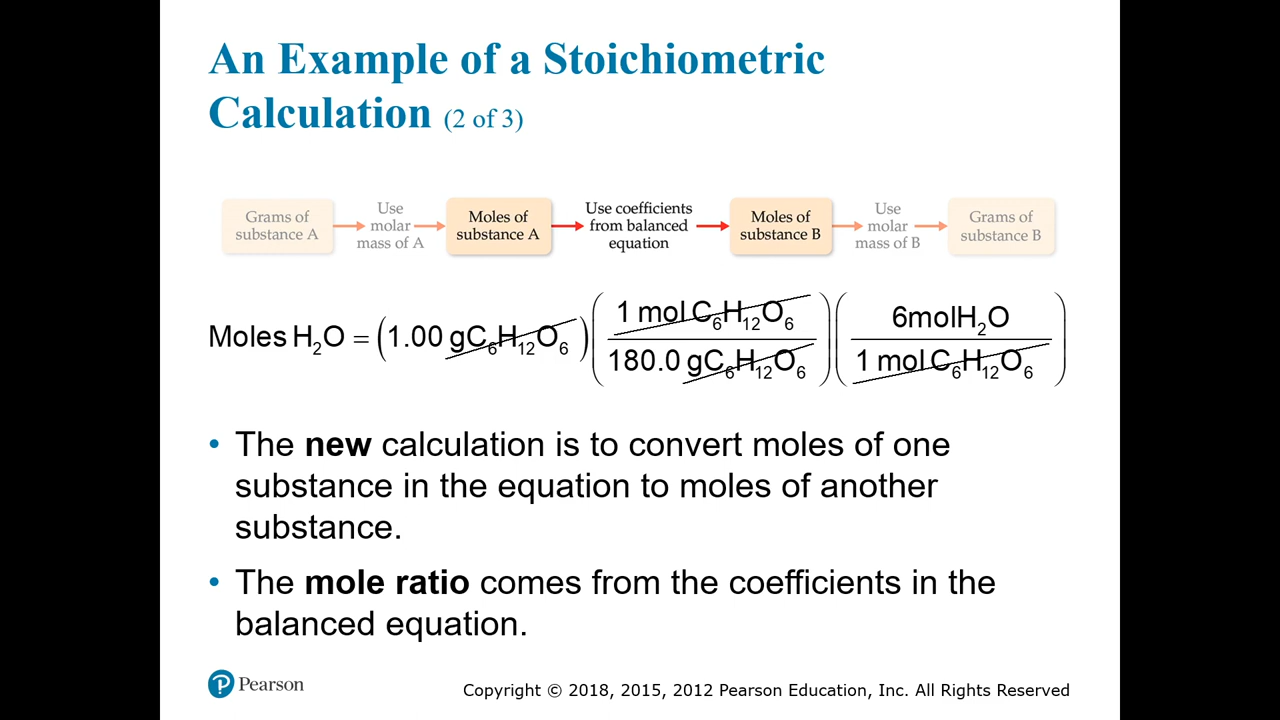 An Example of a Stoichiometric
Calculation (2 of 3)
Grams of
substance A
Use
molar
mass of A
Moles of
substance A
Use coefficients
from balanced
equation
Moles of
substance B
Use
molar
mass of B
Grams of
substance B
Moles H₂O = (1.00 gC₆H₁₂O₆) (1 mol C₆H₁₂O₆ / 180.0 gC₆H₁₂O₆) (6molH₂O / 1 mol C₆H₁₂O₆)
• The new calculation is to convert moles of one
substance in the equation to moles of another
substance.
• The mole ratio comes from the coefficients in the
balanced equation.
P Pearson
Copyright © 2018, 2015, 2012 Pearson Education, Inc. All Rights Reserved